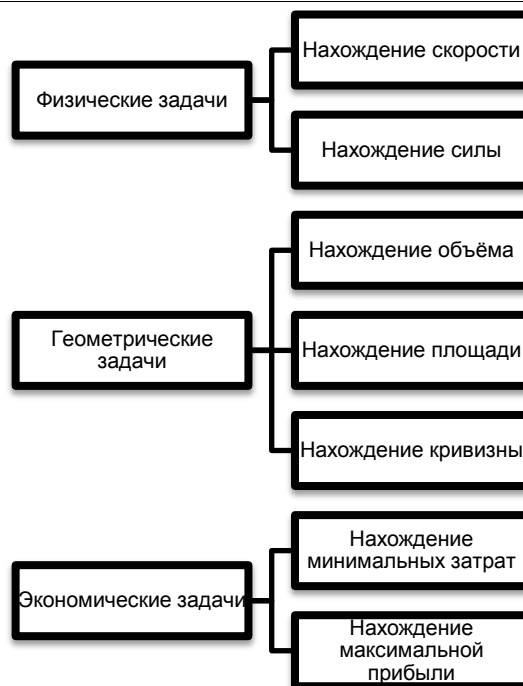 Физические задачи
Нахождение скорости
Нахождение силы
Геометрические
задачи
Нахождение объёма
Нахождение площади
Нахождение кривизны
Экономические задачи
Нахождение
минимальных затрат
Нахождение
максимальной
прибыли